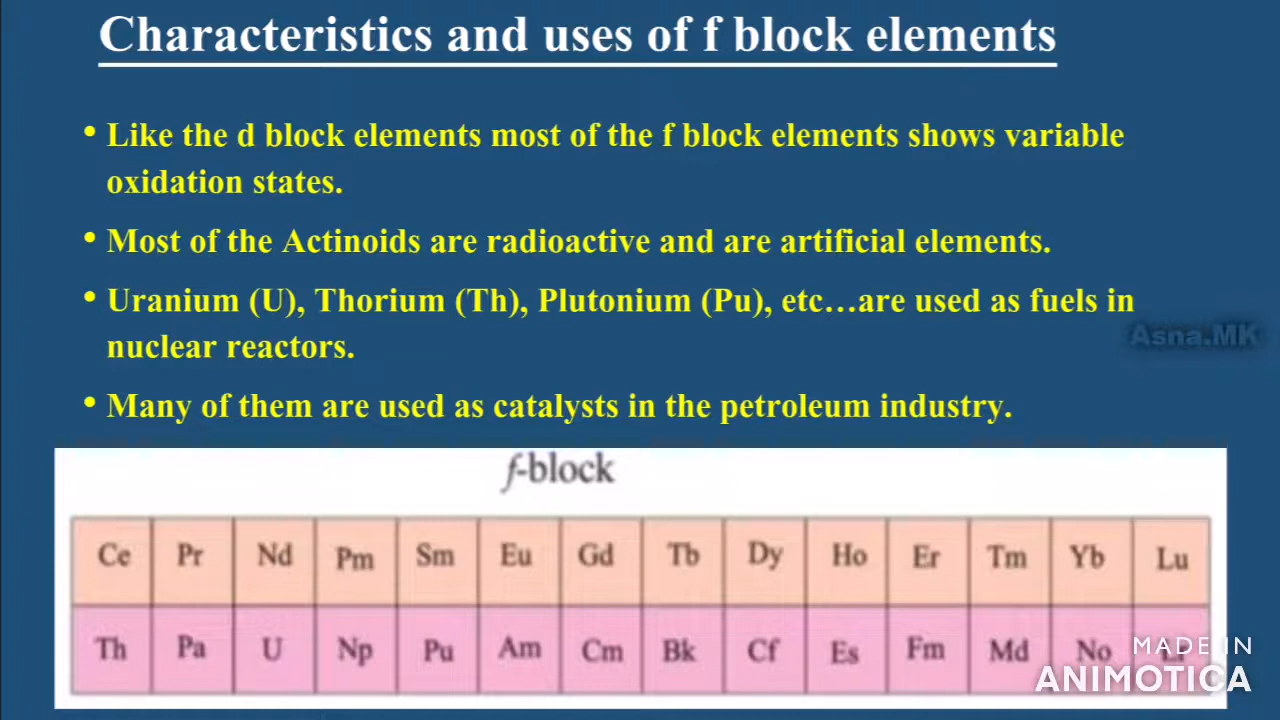 Characteristics and uses of f block elements
• Like the d block elements most of the f block elements shows variable
oxidation states.
• Most of the Actinoids are radioactive and are artificial elements.
• Uranium (U), Thorium (Th), Plutonium (Pu), etc…are used as fuels in
nuclear reactors.
Asna.MK
• Many of them are used as catalysts in the petroleum industry.
f-block
Ce Pr Nd Pm Sm Eu Gd Tb Dy Ho Er Tm Yb Lu
Th Pa U Np Pu Am Cm Bk Cf Es Fm Md No
MADE IN
ANIMOTICA